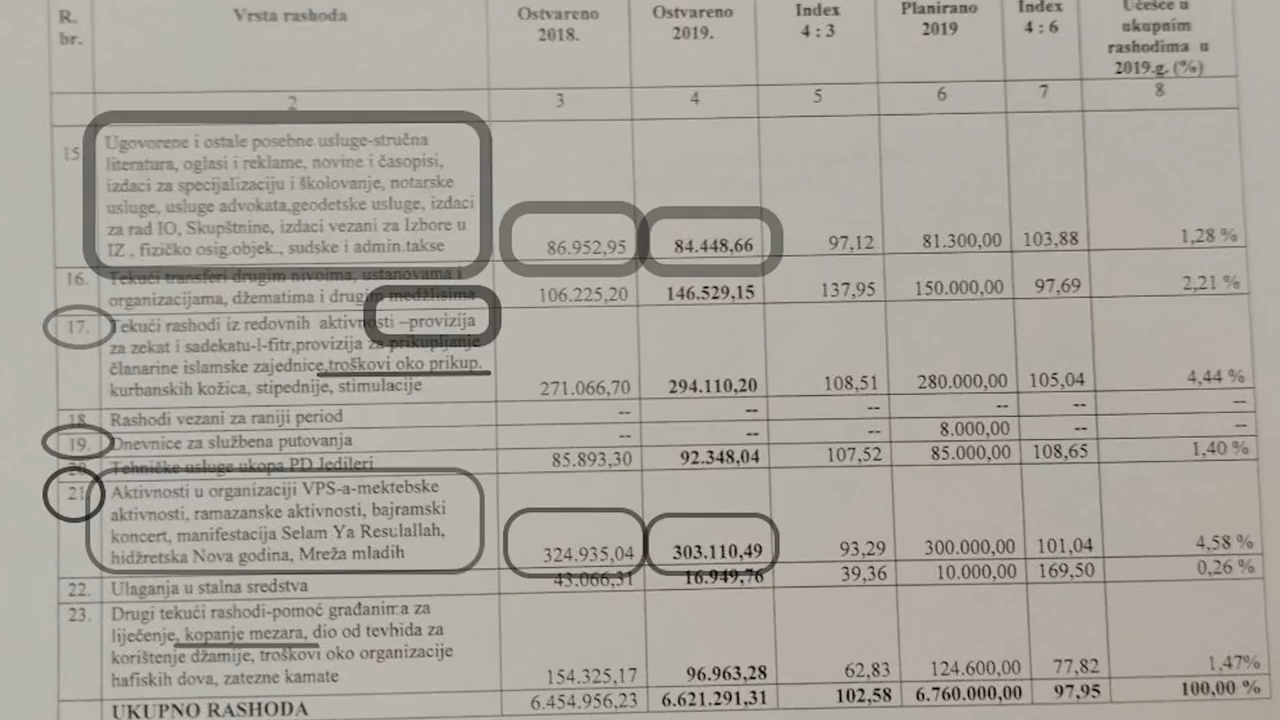 R. br. Vrsta rashoda Ostvareno 2018. Ostvareno 2019. Index 4 : 3 Planirano 2019 Index 4 : 6 Učešće u ukupnim rashodima u 2019.g. (%)
2 3 4 5 6 7 8
15 Ugovorene i ostale posebne usluge-stručna
literatura, oglasi i reklame, novine i časopisi,
izdaci za specijalizaciju i školovanje, notarske
usluge, usluge advokata,geodetske usluge, izdaci
za rad IO, Skupštnine, izdaci vezani za Izbore u
IZ , fizičko osig.objek., sudske i admin.takse 86.952,95 84.448,66 97,12 81.300,00 103,88 1,28 %
16. Tekući transferi drugim nivoima, ustanovama i
organizacijama, džematima i drugim medžlisima 106.225,20 146.529,15 137,95 150.000,00 97,69 2,21 %
17. Tekući rashodi iz redovnih aktivnosti –provizija
za zekat i sadekatu-l-fitr,provizija za prikupljanje
članarine islamske zajednice,troškovi oko prikup.
kurbanskih kožica, stipednije, stimulacije 271.066,70 294.110,20 108,51 280.000,00 105,04 4,44 %
18. Rashodi vezani za raniji period -- -- -- -- -- --
19. Dnevnice za službena putovanja -- -- -- 8.000,00 -- --
20. Tehničke usluge ukopa PD Jedileri 85.893,30 92.348,04 107,52 85.000,00 108,65 1,40 %
21 Aktivnosti u organizaciji VPS-a-mektebske
aktivnosti, ramazanske aktivnosti, bajramski
koncert, manifestacija Selam Ya Resulallah,
hidžretska Nova godina, Mreža mladih 324.935,04 303.110,49 93,29 300.000,00 101,04 4,58 %
22. Ulaganja u stalna sredstva 43.066,31 16.949,76 39,36 10.000,00 169,50 0,26 %
23. Drugi tekući rashodi-pomoć građanima za
liječenje, kopanje mezara, dio od tevhida za
korištenje džamije, troškovi oko organizacije
hafiskih dova, zatezne kamate 154.325,17 96.963,28 62,83 124.600,00 77,82 1,47%
UKUPNO RASHODA 6.454.956,23 6.621.291,31 102,58 6.760.000,00 97,95 100,00 %